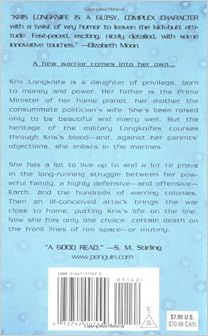 "KRIS LONGKNIFE IS A GUTSY, COMPLEX CHARACTER
with a twist of wry humor to leaven the kick-butt atti-
tude. Fast-paced, exciting, nicely detailed, with some
innovative touches." —Elizabeth Moon
A new warrior comes into her own...
Kris Longknife is a daughter of privilege, born
to money and power. Her father is the Prime
Minister of her home planet, her mother the
consummate politician's wife. She's been raised
only to be beautiful and marry well. But the
heritage of the military Longknifes courses
through Kris's blood—and, against her parents'
objections, she enlists in the marines.
She has a lot to live up to and a lot to prove
in the long-running struggle between her pow-
erful family, a highly defensive—and offensive—
Earth, and the hundreds of warring colonies.
Then an ill-conceived attack brings the war
close to home, putting Kris's life on the line.
Now she has only one choice: certain death on
the front lines of rim space—or mutiny.
"A GOOD READ." —S. M. Stirling
$7.99 U.S.
$10.99 CAN
www.penguin.com